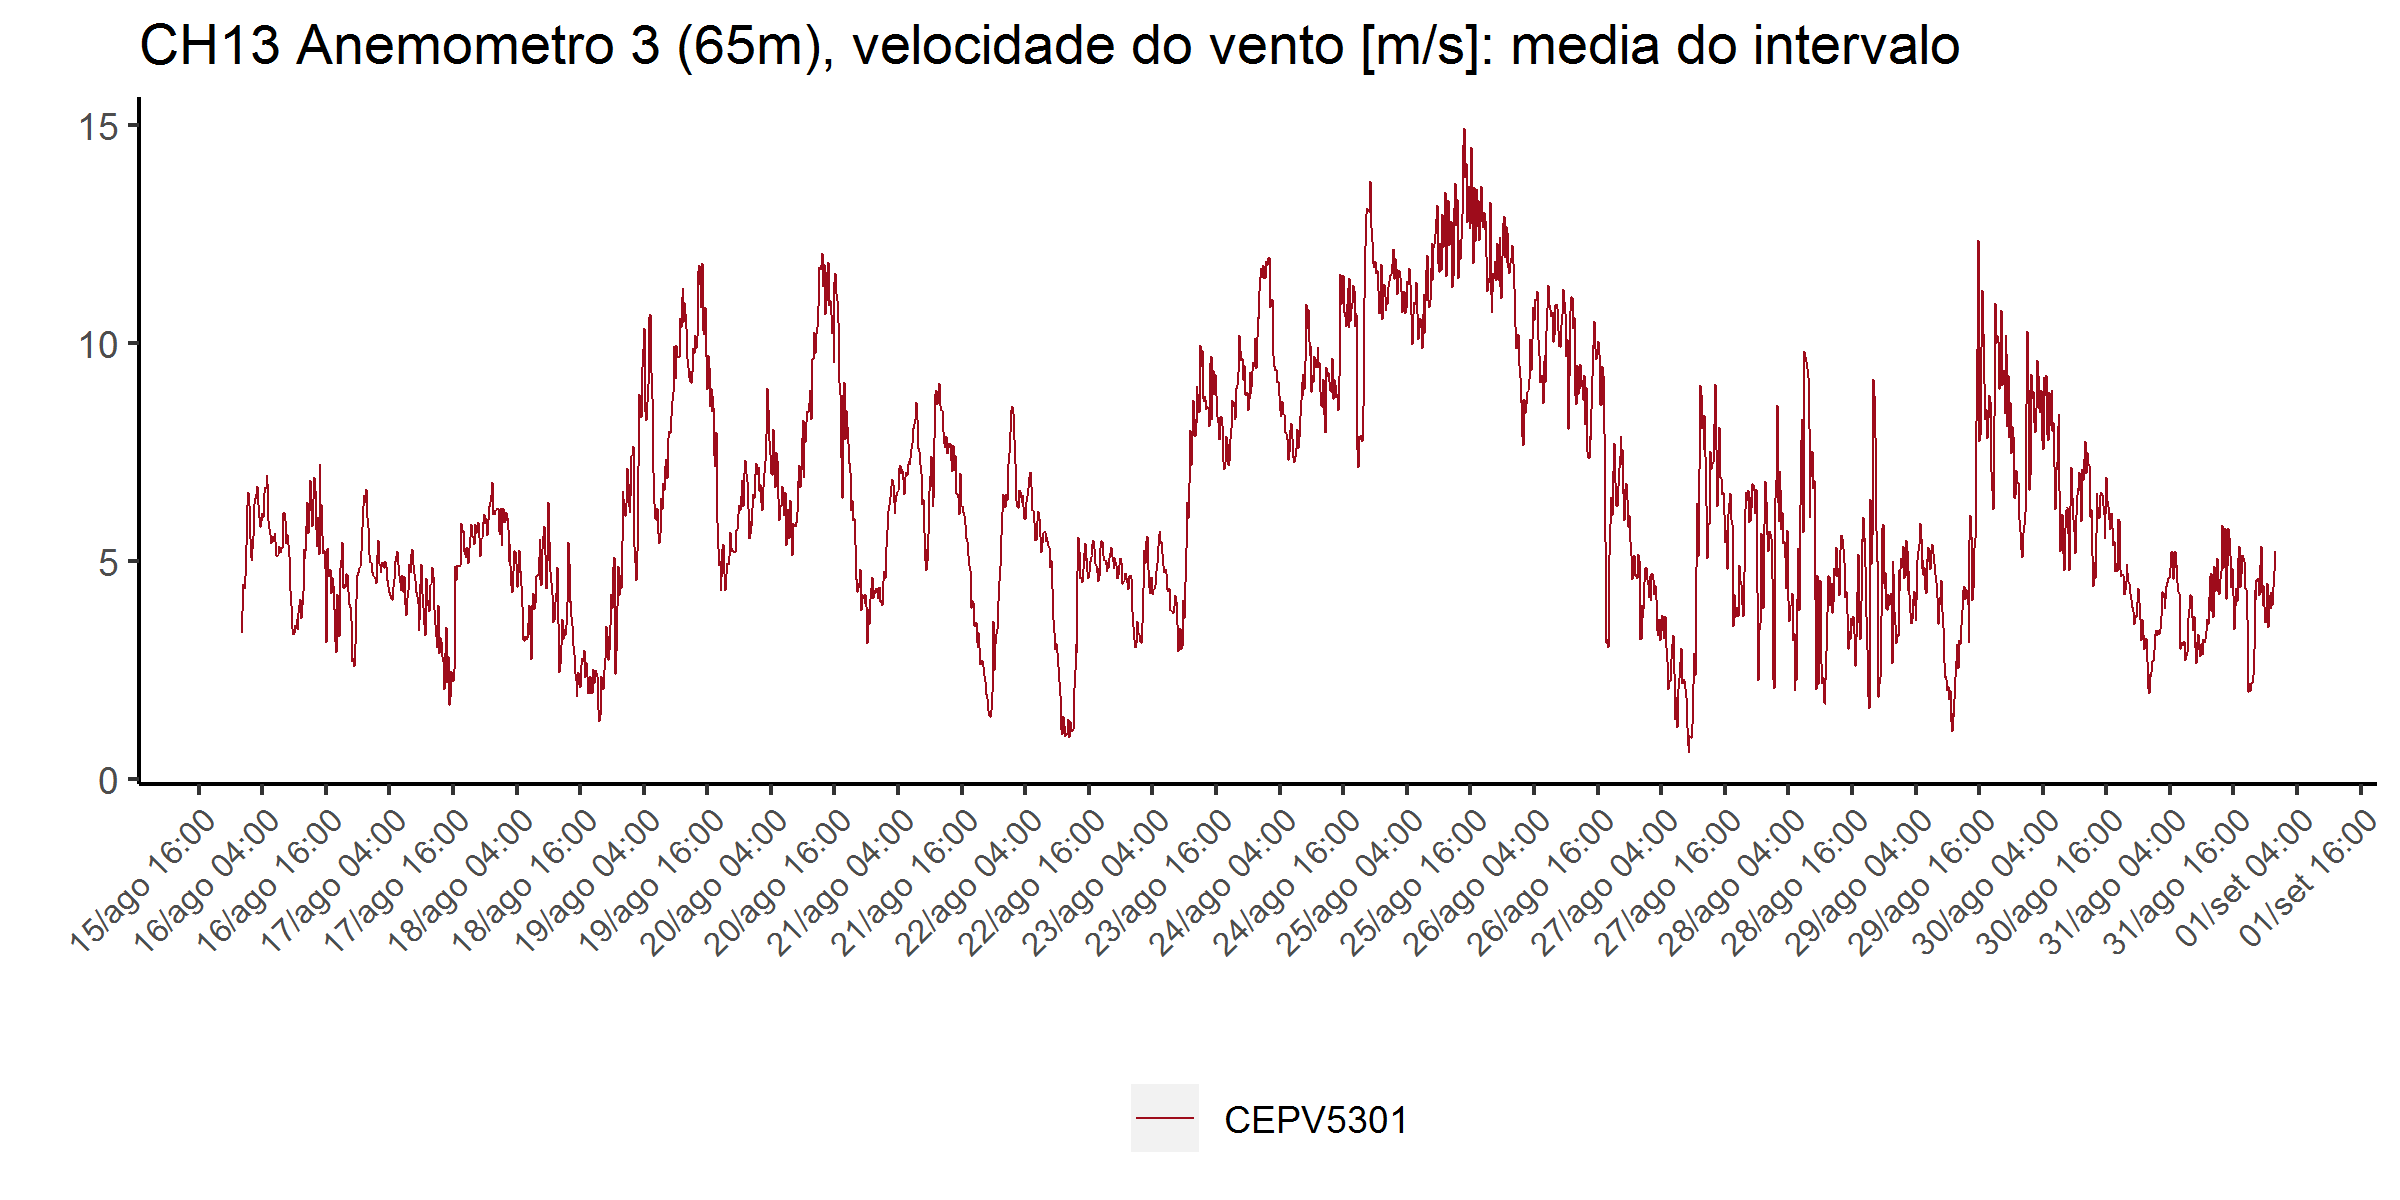 CH13 Anemometro 3 (65m), velocidade do vento [m/s]: media do intervalo
15
10
5
0
15/ago 16:00
16/ago 04:00
16/ago 16:00
17/ago 04:00
17/ago 16:00
18/ago 04:00
18/ago 16:00
19/ago 04:00
19/ago 16:00
20/ago 04:00
20/ago 16:00
21/ago 04:00
21/ago 16:00
22/ago 04:00
22/ago 16:00
23/ago 04:00
23/ago 16:00
24/ago 04:00
24/ago 16:00
25/ago 04:00
25/ago 16:00
26/ago 04:00
26/ago 16:00
27/ago 04:00
27/ago 16:00
28/ago 04:00
28/ago 16:00
29/ago 04:00
29/ago 16:00
30/ago 04:00
30/ago 16:00
31/ago 04:00
31/ago 16:00
01/set 04:00
01/set 16:00
CEPV5301